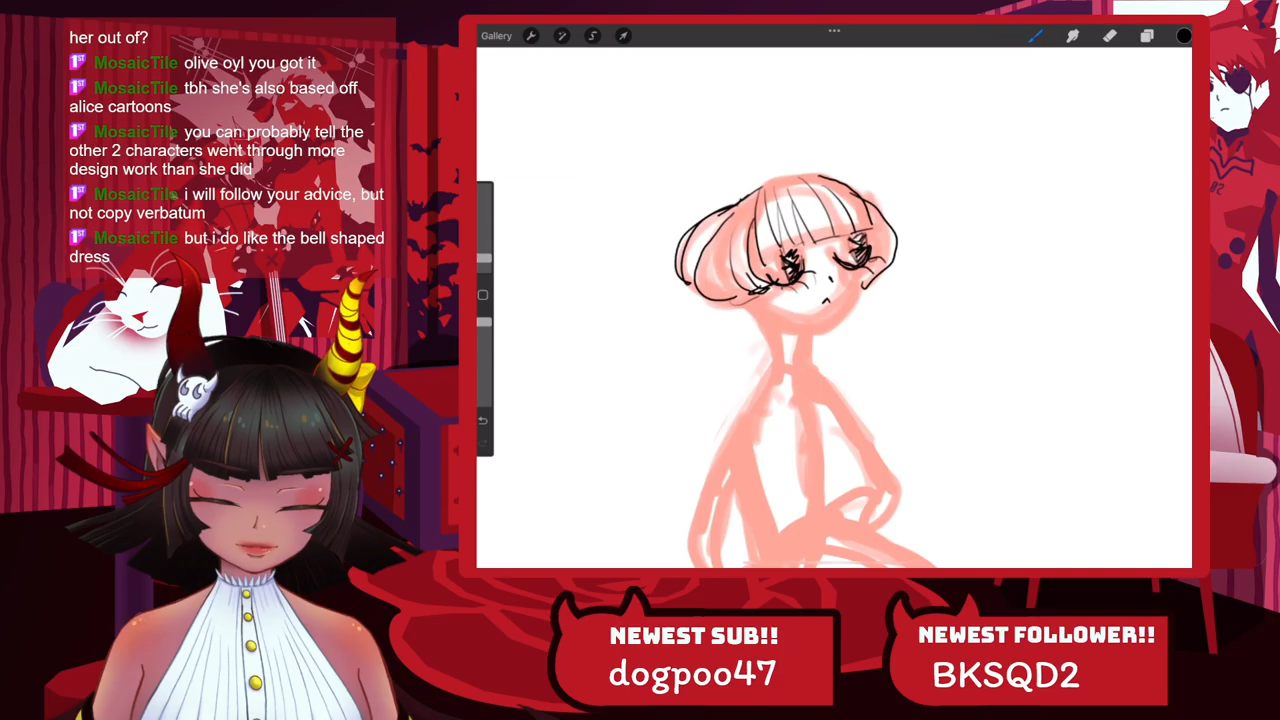 her out of?
MosaicTile olive oyl you got it
MosaicTile tbh she's also based off
alice cartoons
MosaicTile you can probably tell the
other 2 characters went through more
design work than she did
MosaicTile i will follow your advice, but
not copy verbatum
MosaicTile but i do like the bell shaped
dress
Gallery
NEWEST SUB!!
dogpoo47
NEWEST FOLLOWER!!
BKSQD2